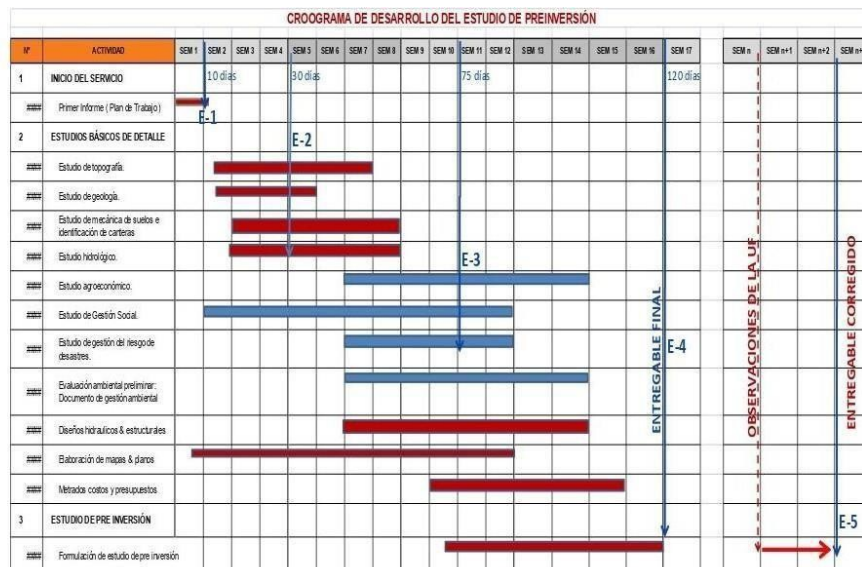 CROOGRAMA DE DESARROLLO DEL ESTUDIO DE PREINVERSIÓN
N° ACTIVIDAD SEM 1 SEM 2 SEM 3 SEM 4 SEM 5 SEM 6 SEM 7 SEM 8 SEM 9 SEM 10 SEM 11 SEM 12 SEM 13 SEM 14 SEM 15 SEM 16 SEM 17 SEM n SEM n+1 SEM n+2 SEM n+
1 INICIO DEL SERVICIO 10 días 30 días 75 días 120 días
#### Primer Informe ( Plan de Trabajo )
E-1
2 ESTUDIOS BÁSICOS DE DETALLE
E-2
#### Estudio de topografía.
#### Estudio de geología.
#### Estudio de mecánica de suelos e
identificación de carteras
#### Estudio hidrológico.
E-3
#### Estudio agroeconómico.
#### Estudio de Gestión Social.
#### Estudio de gestión del riesgo de
desastres.
E-4
#### Evaluación ambiental preliminar:
Documento de gestión ambiental
#### Diseños hidraulicos & estructurales
#### Elaboración de mapas & planos
#### Metrados costos y presupuestos
3 ESTUDIO DE PRE INVERSIÓN
E-5
#### Formulación de estudio de pre inversión
ENTREGABLE FINAL
OBSERVACIONES DE LA UF
ENTREGABLE CORREGIDO